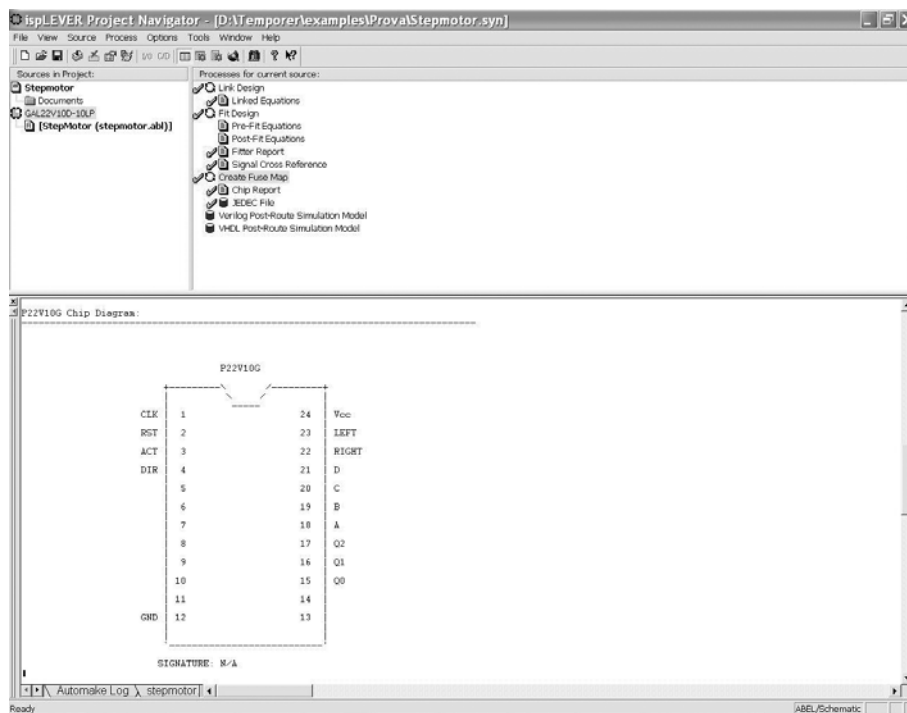 ispLEVER Project Navigator - [D:\Temporer\examples\Prova\Stepmotor.syn]
File View Source Process Options Tools Window Help
I/O C/D
Sources in Project:
Stepmotor
Documents
GAL22V10D-10LP
[StepMotor (stepmotor.abl)]
Processes for current source:
Link Design
Linked Equations
Fit Design
Pre-Fit Equations
Post-Fit Equations
Fitter Report
Signal Cross Reference
Create Fuse Map
Chip Report
JEDEC File
Verilog Post-Route Simulation Model
VHDL Post-Route Simulation Model
P22V10G Chip Diagram:
P22V10G
CLK 1 24 Vcc
RST 2 23 LEFT
ACT 3 22 RIGHT
DIR 4 21 D
5 20 C
6 19 B
7 18 A
8 17 Q2
9 16 Q1
10 15 Q0
11 14
GND 12 13
SIGNATURE: N/A
Automake Log stepmotor
Ready ABEL/Schematic